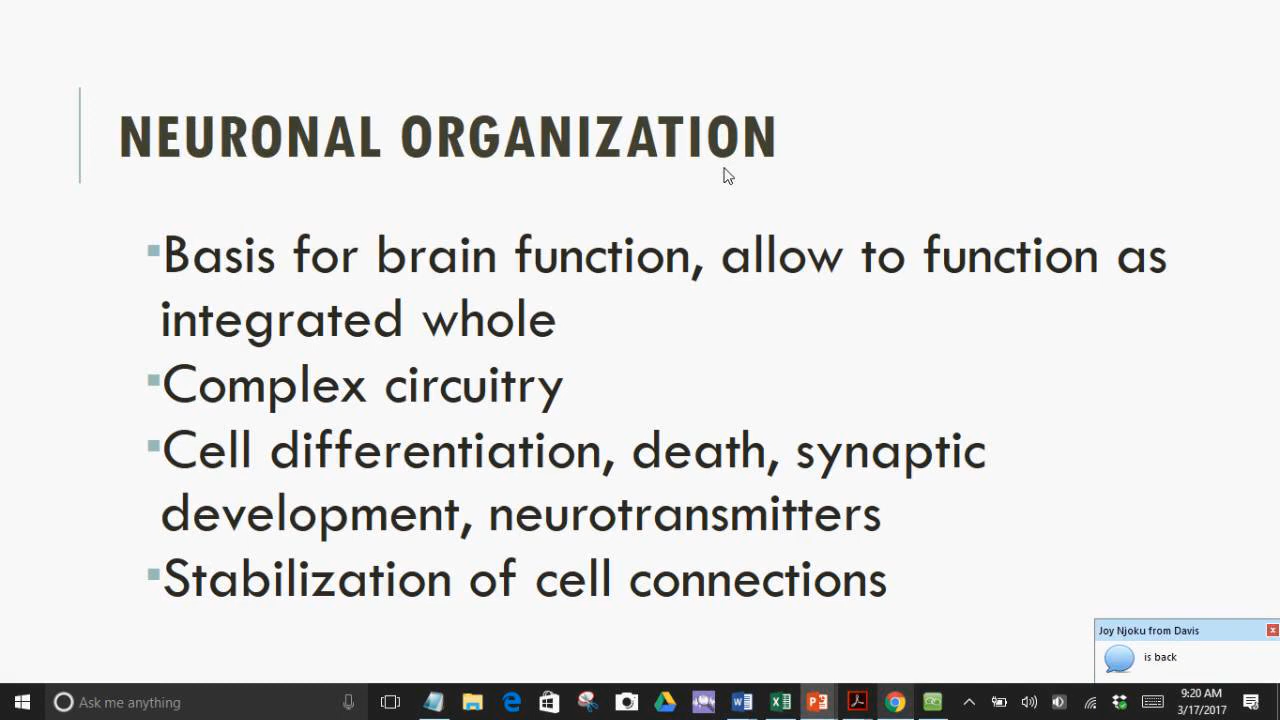 NEURONAL ORGANIZATION
Basis for brain function, allow to function as
integrated whole
Complex circuitry
Cell differentiation, death, synaptic
development, neurotransmitters
Stabilization of cell connections
Joy Njoku from Davis
is back
Ask me anything
9:20 AM
3/17/2017